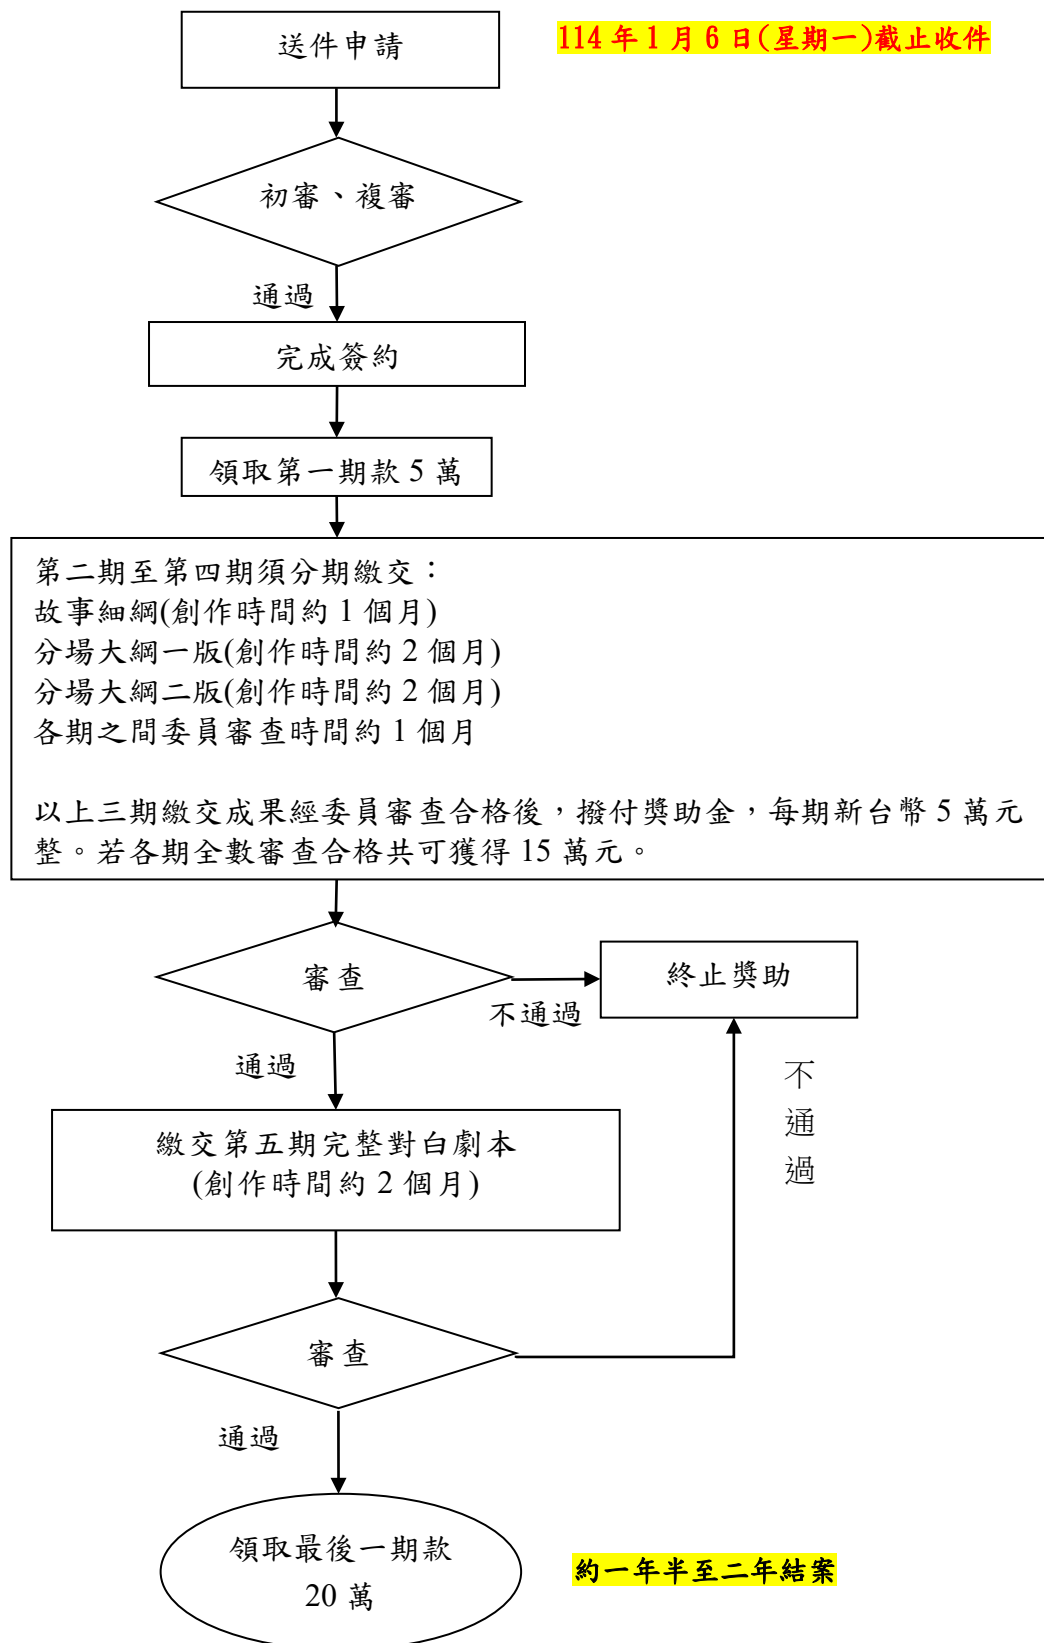 送件申請
114 年 1 月 6 日(星期一)截止收件
初審、複審
通過
完成簽約
領取第一期款 5 萬
第二期至第四期須分期繳交：
故事細綱(創作時間約 1 個月)
分場大綱一版(創作時間約 2 個月)
分場大綱二版(創作時間約 2 個月)
各期之間委員審查時間約 1 個月
以上三期繳交成果經委員審查合格後，撥付獎助金，每期新台幣 5 萬元
整。若各期全數審查合格共可獲得 15 萬元。
審查
終止獎助
不通過
通過
不
通
過
繳交第五期完整對白劇本
(創作時間約 2 個月)
審查
通過
領取最後一期款
20 萬
約一年半至二年結案